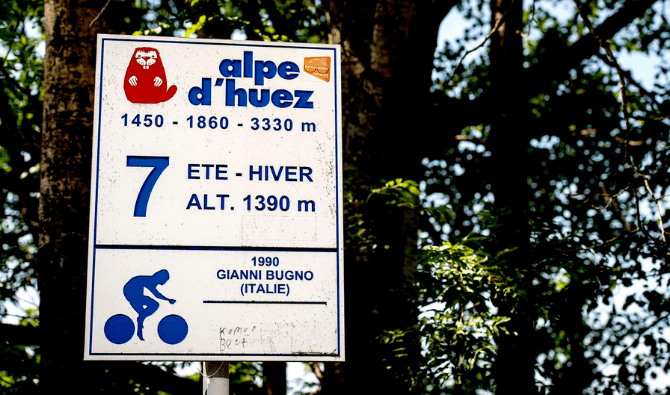 alpe
d'huez
1450 - 1860 - 3330 m
7
ETE - HIVER
ALT. 1390 m
1990
GIANNI BUGNO
(ITALIE)